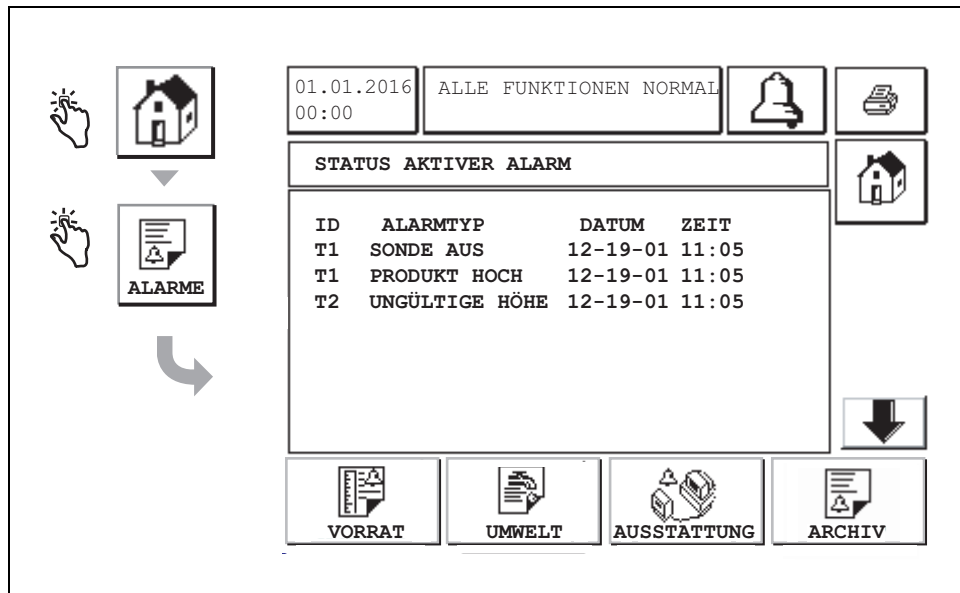 01.01.2016
00:00
ALLE FUNKTIONEN NORMAL
STATUS AKTIVER ALARM
ID ALARMTYP DATUM ZEIT
T1 SONDE AUS 12-19-01 11:05
T1 PRODUKT HOCH 12-19-01 11:05
T2 UNGÜLTIGE HÖHE 12-19-01 11:05
ALARME
VORRAT
UMWELT
AUSSTATTUNG
ARCHIV